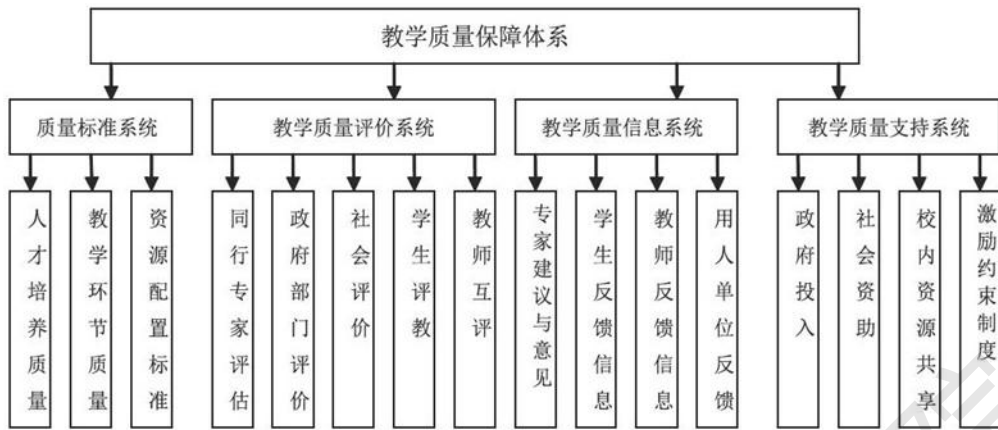 教学质量保障体系
质量标准系统
教学质量评价系统
教学质量信息系统
教学质量支持系统
人才培养质量
教学环节质量
资源配置标准
同行专家评估
政府部门评价
社会评价
学生评教
教师互评
专家建议与意见
学生反馈信息
教师反馈信息
用人单位反馈
政府投入
社会资助
校内资源共享
激励约束制度